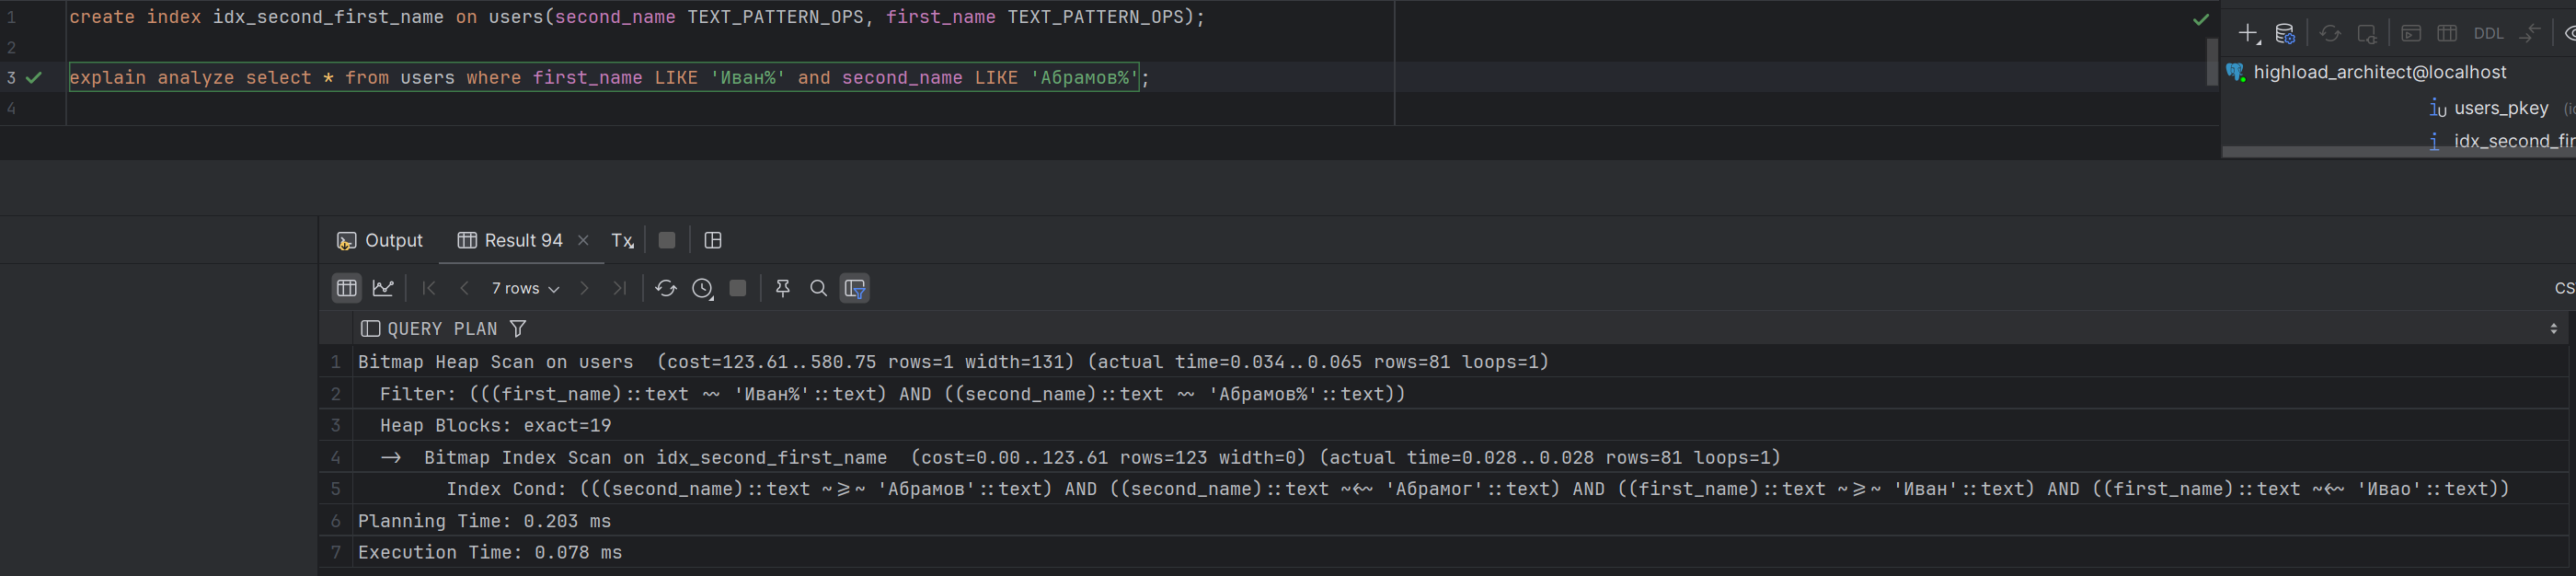 1 create index idx_second_first_name on users(second_name TEXT_PATTERN_OPS, first_name TEXT_PATTERN_OPS);
2
3 explain analyze select * from users where first_name LIKE 'Иван%' and second_name LIKE 'Абрамов%';
4
DDL
highload_architect@localhost
users_pkey (i
idx_second_fir
Output Result 94 Tx
7 rows
CS
QUERY PLAN
1 Bitmap Heap Scan on users  (cost=123.61..580.75 rows=1 width=131) (actual time=0.034..0.065 rows=81 loops=1)
2 Filter: (((first_name)::text ~~ 'Иван%'::text) AND ((second_name)::text ~~ 'Абрамов%'::text))
3 Heap Blocks: exact=19
4 -> Bitmap Index Scan on idx_second_first_name  (cost=0.00..123.61 rows=123 width=0) (actual time=0.028..0.028 rows=81 loops=1)
5 Index Cond: (((second_name)::text ~>=~ 'Абрамов'::text) AND ((second_name)::text ~<~ 'Абрамог'::text) AND ((first_name)::text ~>=~ 'Иван'::text) AND ((first_name)::text ~<~ 'Ивао'::text))
6 Planning Time: 0.203 ms
7 Execution Time: 0.078 ms